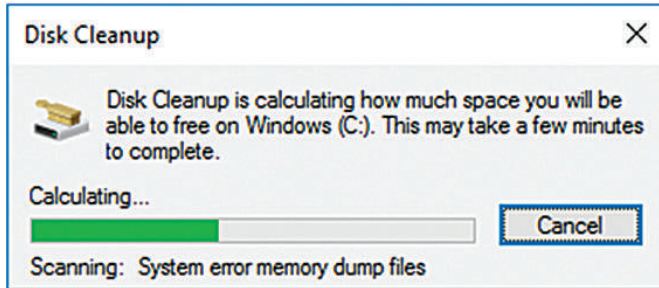 Disk Cleanup
Disk Cleanup is calculating how much space you will be
able to free on Windows (C:). This may take a few minutes
to complete.
Calculating...
Cancel
Scanning: System error memory dump files